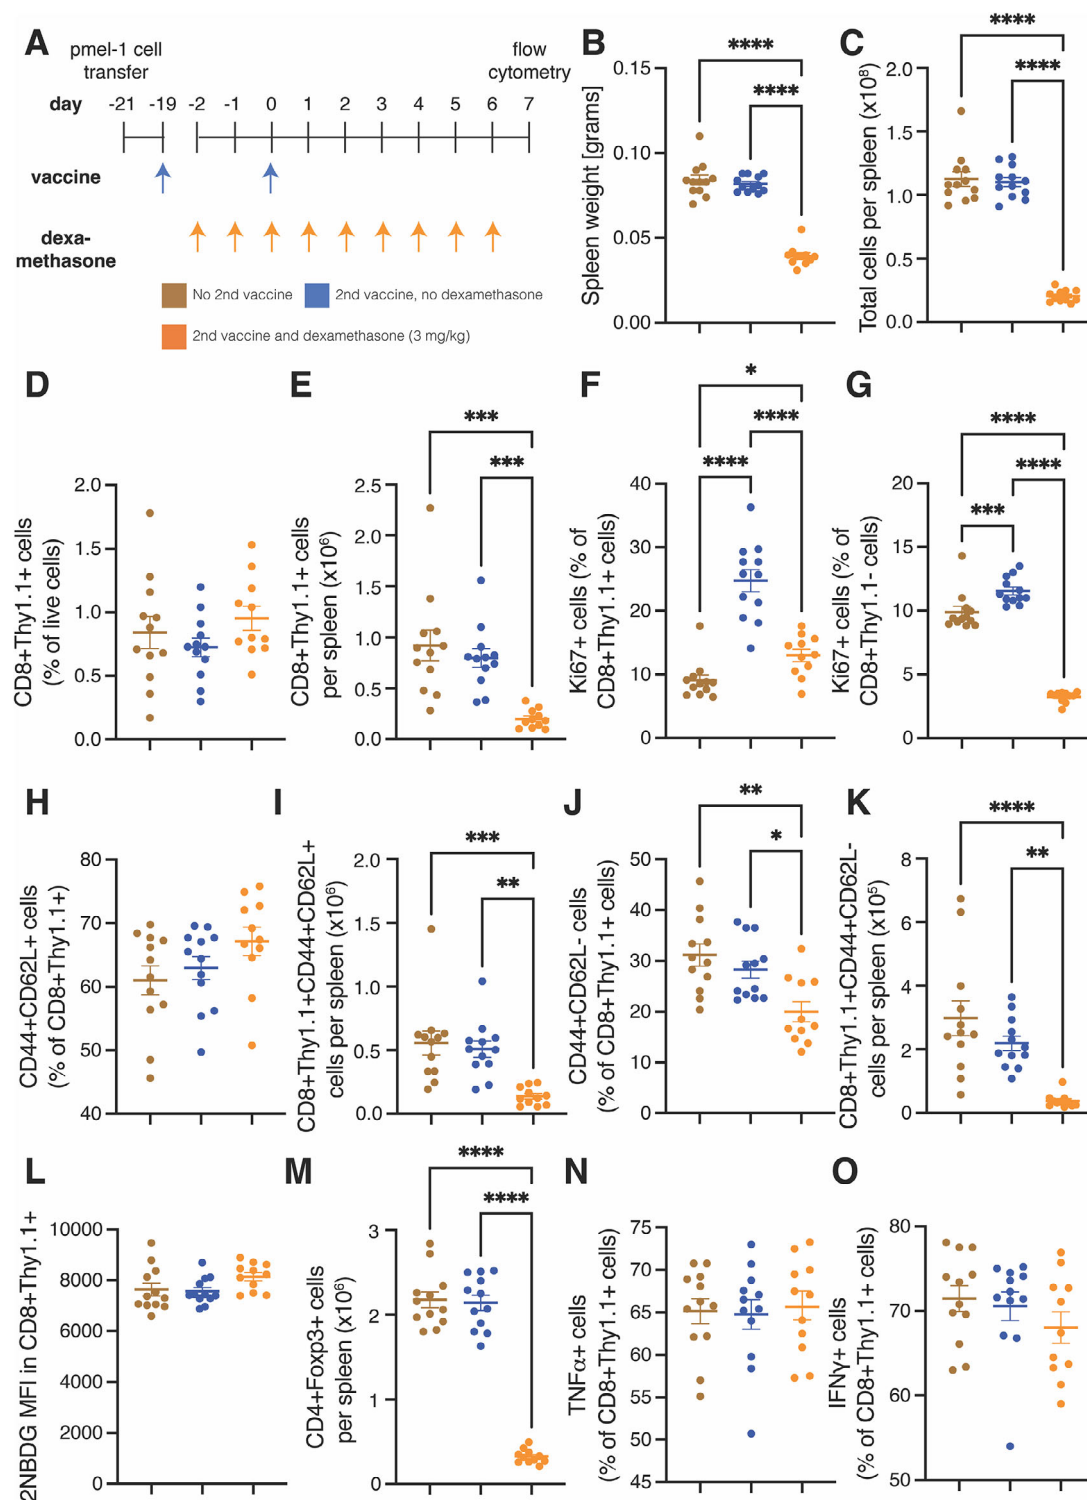 A
pmel-1 cell
transfer
flow
cytometry
day -21 -19 -2 -1 0 1 2 3 4 5 6 7
vaccine
dexa-
methasone
No 2nd vaccine
2nd vaccine, no dexamethasone
2nd vaccine and dexamethasone (3 mg/kg)
B
****
****
Spleen weight [grams]
0.15
0.10
0.05
0.00
C
****
****
Total cells per spleen (x10⁸)
2.0
1.5
1.0
0.5
0.0
D
CD8+Thy1.1+ cells
(% of live cells)
2.0
1.5
1.0
0.5
0.0
E
***
***
CD8+Thy1.1+ cells
per spleen (x10⁶)
2.5
2.0
1.5
1.0
0.5
0.0
F
*
****
****
Ki67+ cells (% of
CD8+Thy1.1+ cells)
40
30
20
10
0
G
****
****
***
Ki67+ cells (% of
CD8+Thy1.1- cells)
20
15
10
5
0
H
CD44+CD62L+ cells
(% of CD8+Thy1.1+)
80
70
60
50
40
I
***
**
CD8+Thy1.1+CD44+CD62L+
cells per spleen (x10⁶)
2.0
1.5
1.0
0.5
0.0
J
**
*
CD44+CD62L- cells
(% of CD8+Thy1.1+ cells)
50
40
30
20
10
0
K
****
**
CD8+Thy1.1+CD44+CD62L-
cells per spleen (x10⁵)
8
6
4
2
0
L
2NBDG MFI in CD8+Thy1.1+
10000
8000
6000
4000
2000
0
M
****
****
CD4+Foxp3+ cells
per spleen (x10⁶)
3
2
1
0
N
TNFα+ cells
(% of CD8+Thy1.1+ cells)
75
70
65
60
55
50
45
O
IFNγ+ cells
(% of CD8+Thy1.1+ cells)
80
70
60
50